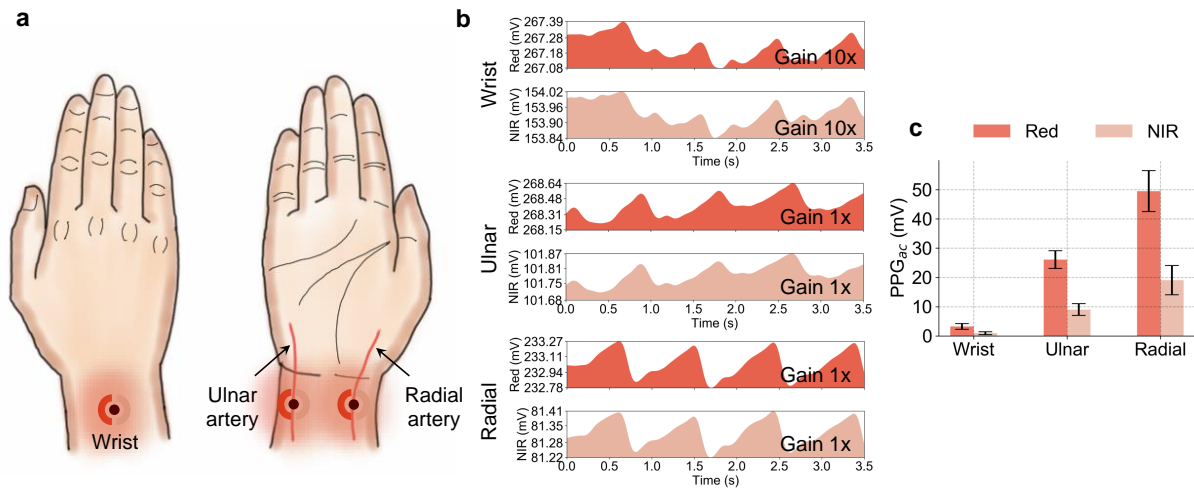 a
Wrist
Ulnar
artery
Radial
artery
b
Wrist
Red (mV)
267.39
267.28
267.18
267.08
Gain 10x
NIR (mV)
154.02
153.96
153.90
153.84
Gain 10x
0.0 0.5 1.0 1.5 2.0 2.5 3.0 3.5
Time (s)
Ulnar
Red (mV)
268.64
268.48
268.31
268.15
Gain 1x
NIR (mV)
101.87
101.81
101.75
101.68
Gain 1x
0.0 0.5 1.0 1.5 2.0 2.5 3.0 3.5
Time (s)
Radial
Red (mV)
233.27
233.11
232.94
232.78
Gain 1x
NIR (mV)
81.41
81.35
81.28
81.22
Gain 1x
0.0 0.5 1.0 1.5 2.0 2.5 3.0 3.5
Time (s)
c
Red NIR
PPGac (mV)
50
40
30
20
10
0
Wrist Ulnar Radial